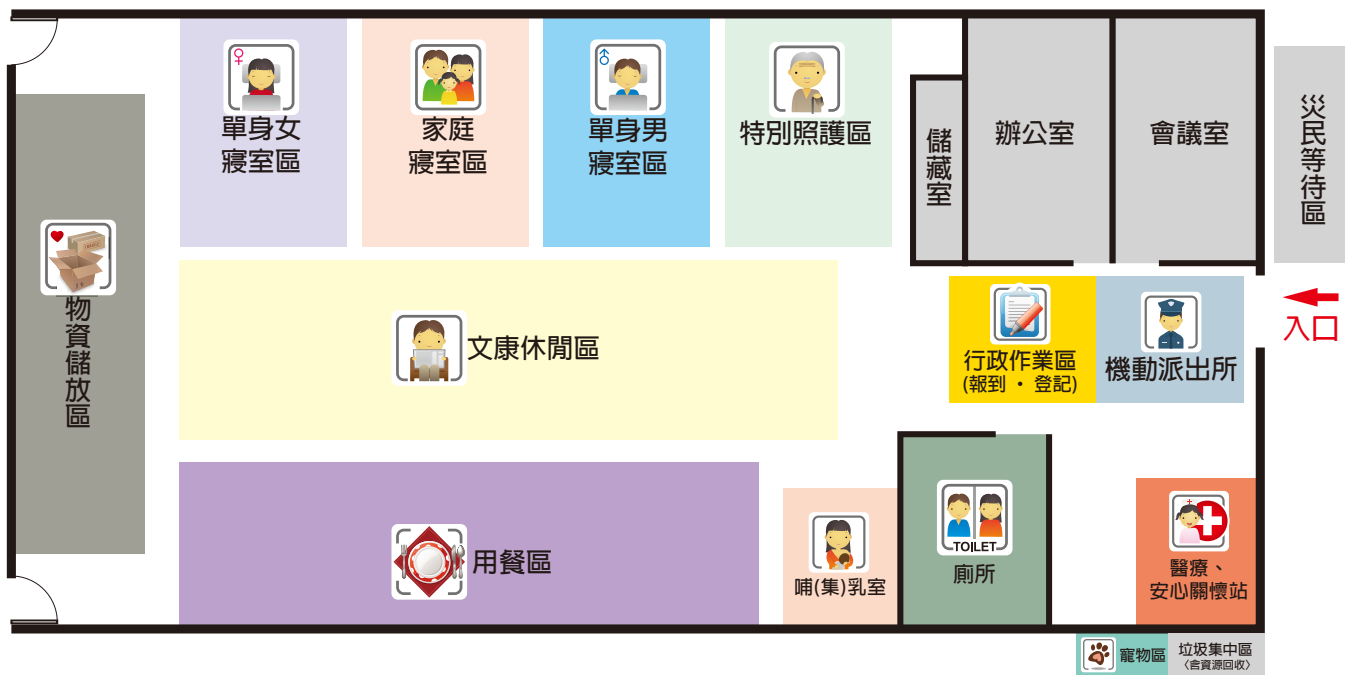 ♀
單身女
寢室區
家庭
寢室區
♂
單身男
寢室區
特別照護區
儲藏室
辦公室
會議室
災民等待區
物資儲放區
文康休閒區
行政作業區
(報到 ‧ 登記)
機動派出所
入口
用餐區
哺(集)乳室
TOILET
廁所
醫療、
安心關懷站
寵物區
垃圾集中區
〈含資源回收〉